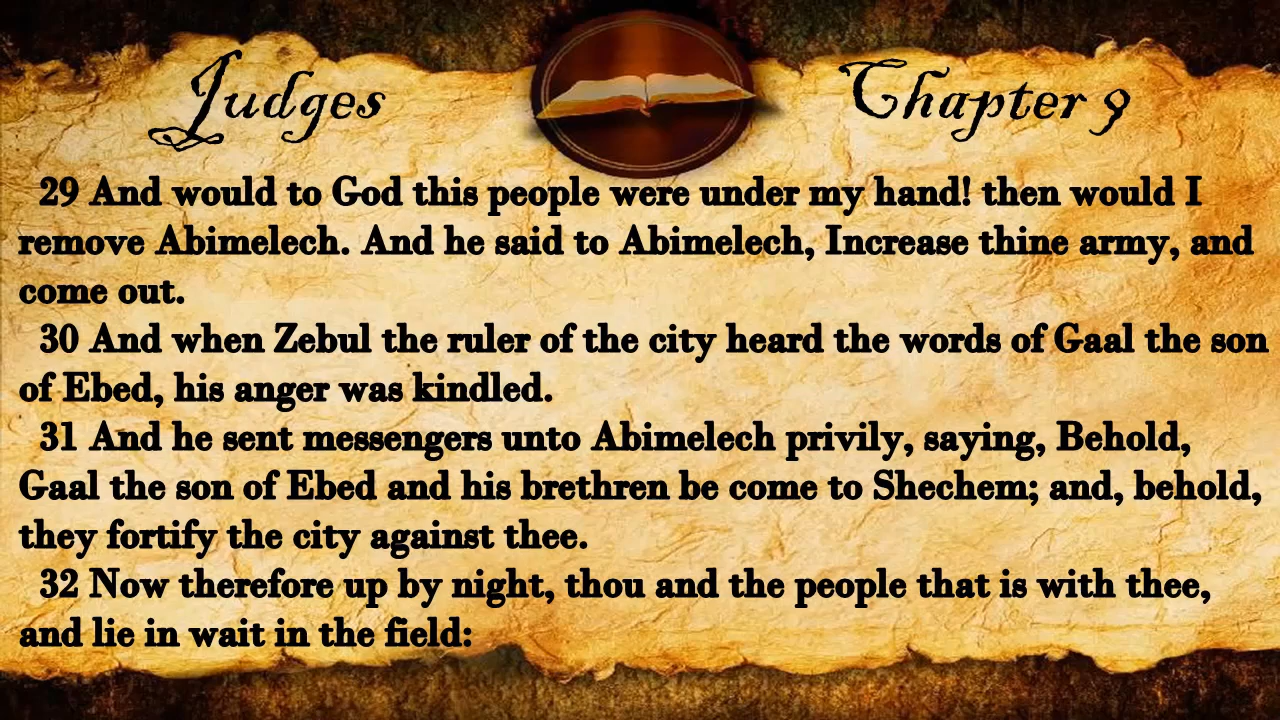 Judges Chapter 9
29 And would to God this people were under my hand! then would I
remove Abimelech. And he said to Abimelech, Increase thine army, and
come out.
30 And when Zebul the ruler of the city heard the words of Gaal the son
of Ebed, his anger was kindled.
31 And he sent messengers unto Abimelech privily, saying, Behold,
Gaal the son of Ebed and his brethren be come to Shechem; and, behold,
they fortify the city against thee.
32 Now therefore up by night, thou and the people that is with thee,
and lie in wait in the field: